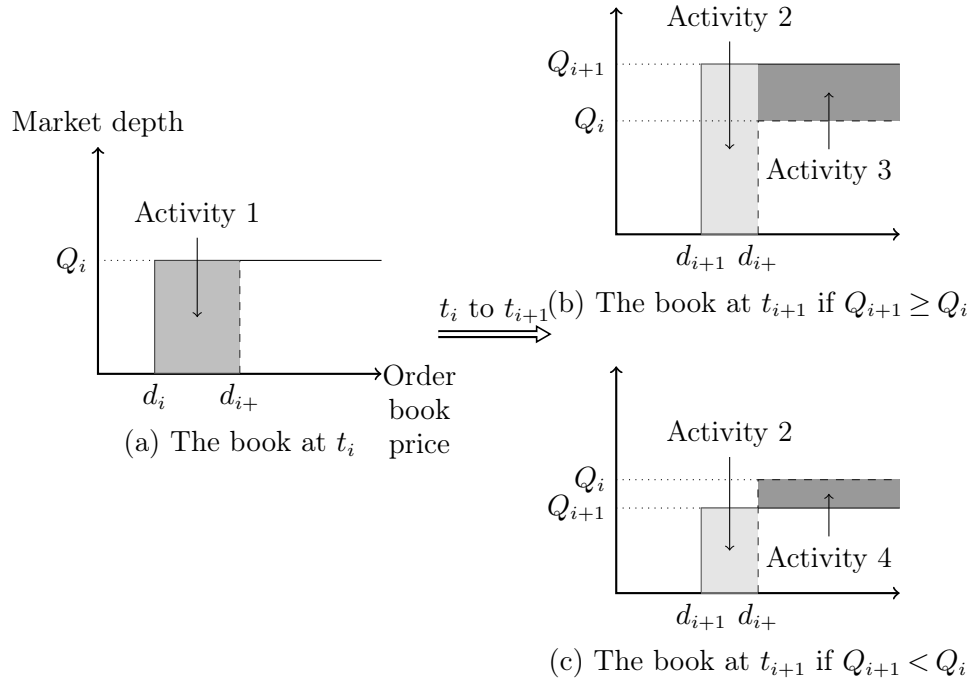 Market depth
Activity 1
Q_i
d_i d_{i+}
Order
book
price
(a) The book at t_i
t_i to t_{i+1}
Activity 2
Q_{i+1}
Q_i
Activity 3
d_{i+1} d_{i+}
(b) The book at t_{i+1} if Q_{i+1} ≥ Q_i
Activity 2
Q_i
Q_{i+1}
Activity 4
d_{i+1} d_{i+}
(c) The book at t_{i+1} if Q_{i+1} < Q_i